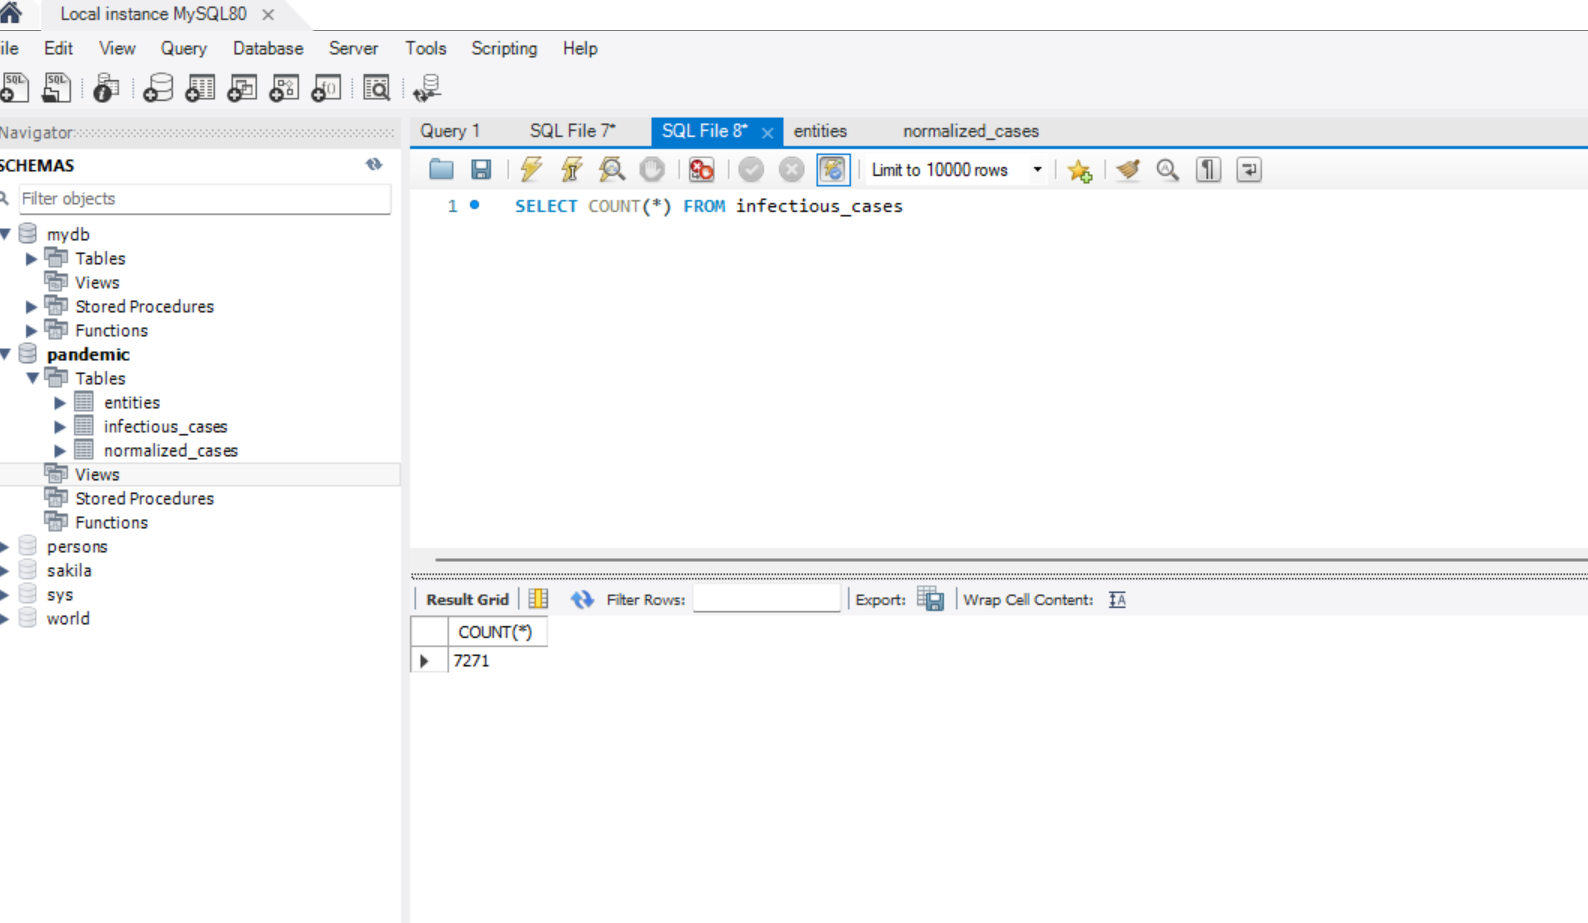 Local instance MySQL80
ile Edit View Query Database Server Tools Scripting Help
Navigator
SCHEMAS
Filter objects
mydb
Tables
Views
Stored Procedures
Functions
pandemic
Tables
entities
infectious_cases
normalized_cases
Views
Stored Procedures
Functions
persons
sakila
sys
world
Query 1 SQL File 7* SQL File 8* entities normalized_cases
Limit to 10000 rows
1 SELECT COUNT(*) FROM infectious_cases
Result Grid Filter Rows: Export: Wrap Cell Content:
COUNT(*)
7271